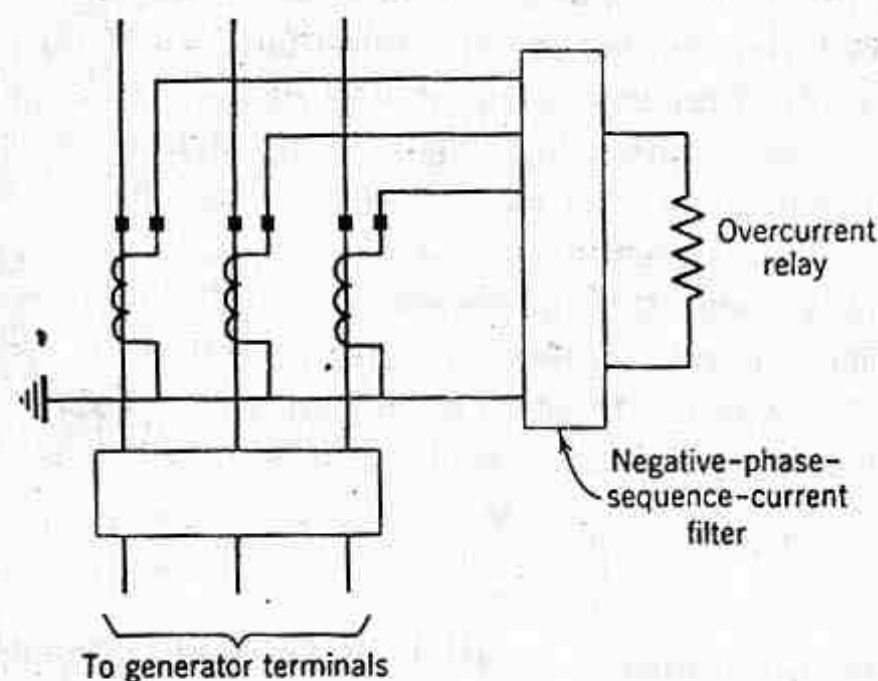 Overcurrent
relay
Negative-phase-
sequence-current
filter
To generator terminals